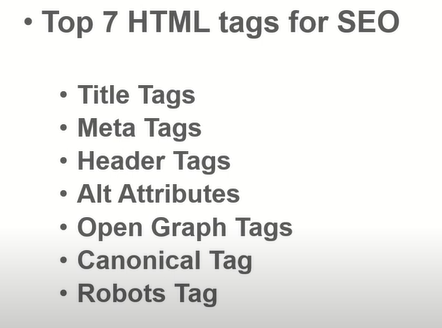 • Top 7 HTML tags for SEO
• Title Tags
• Meta Tags
• Header Tags
• Alt Attributes
• Open Graph Tags
• Canonical Tag
• Robots Tag